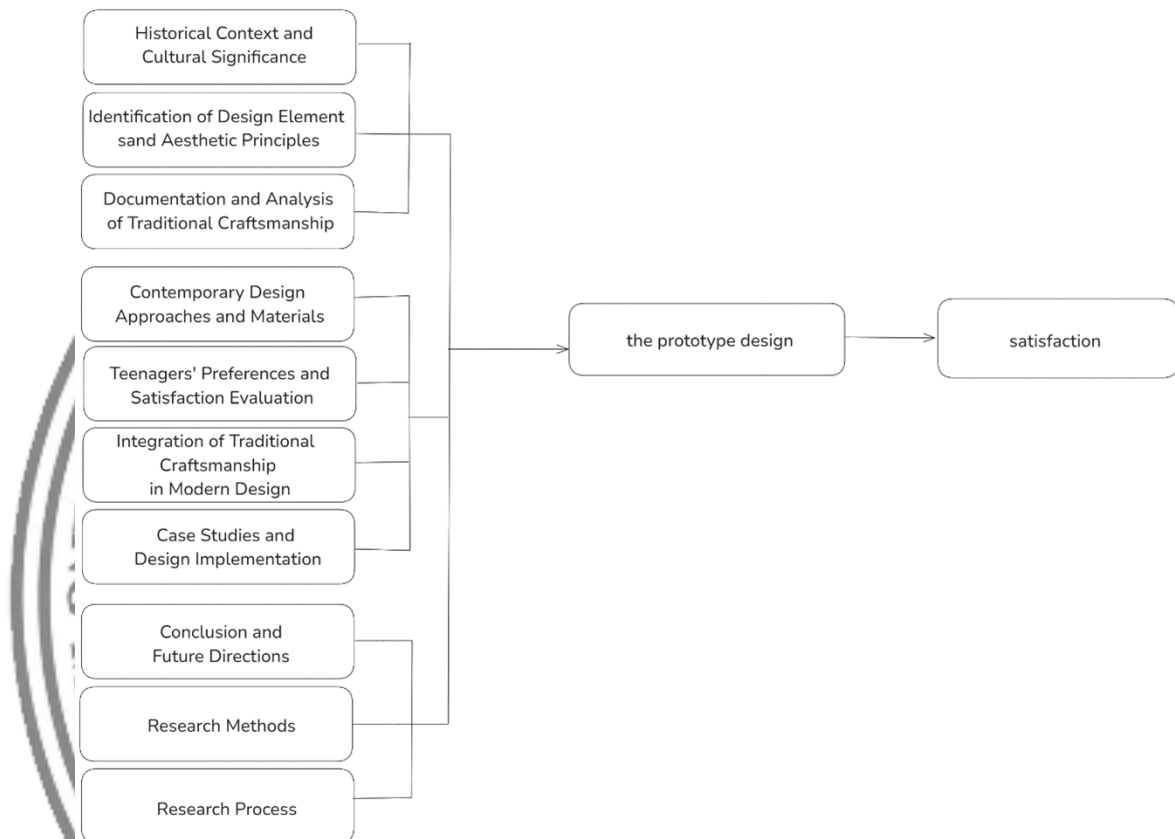 Historical Context and
Cultural Significance
Identification of Design Element
sand Aesthetic Principles
Documentation and Analysis
of Traditional Craftsmanship
Contemporary Design
Approaches and Materials
Teenagers' Preferences and
Satisfaction Evaluation
Integration of Traditional
Craftsmanship
in Modern Design
Case Studies and
Design Implementation
Conclusion and
Future Directions
Research Methods
Research Process
the prototype design
satisfaction